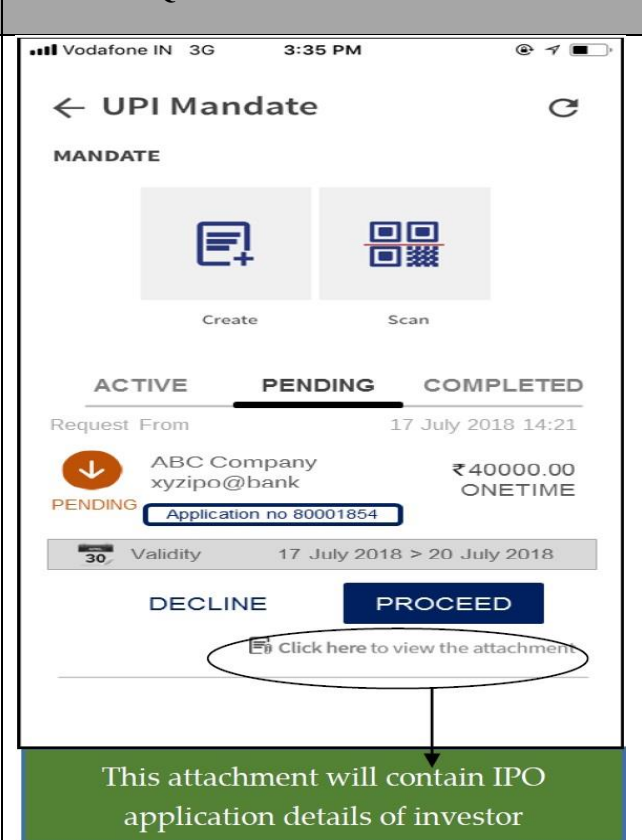 Vodafone IN 3G 3:35 PM
← UPI Mandate
MANDATE
Create Scan
ACTIVE PENDING COMPLETED
Request From 17 July 2018 14:21
ABC Company ₹40000.00
xyzipo@bank ONETIME
PENDING
Application no 80001854
30 Validity 17 July 2018 > 20 July 2018
DECLINE PROCEED
Click here to view the attachment
This attachment will contain IPO
application details of investor